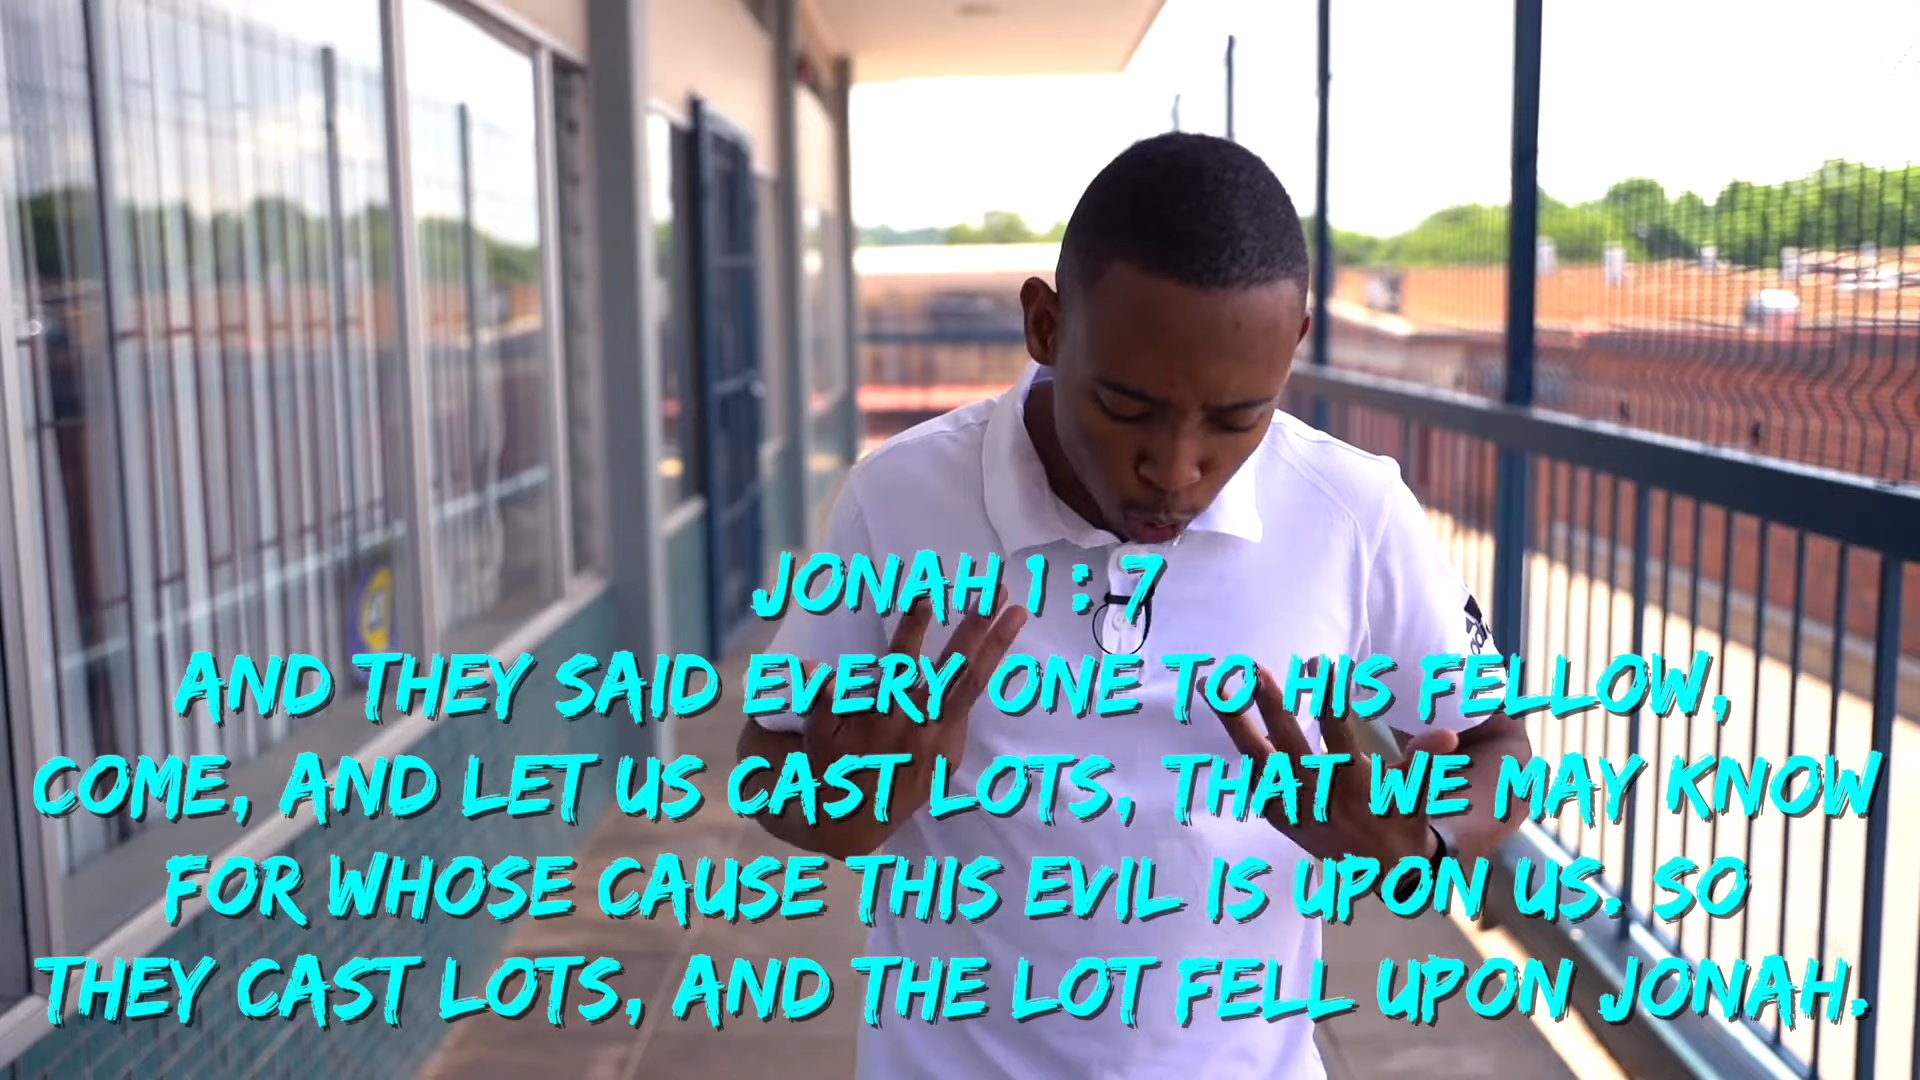 JONAH 1 : 7
AND THEY SAID EVERY ONE TO HIS FELLOW,
COME, AND LET US CAST LOTS, THAT WE MAY KNOW
FOR WHOSE CAUSE THIS EVIL IS UPON US. SO
THEY CAST LOTS, AND THE LOT FELL UPON JONAH.